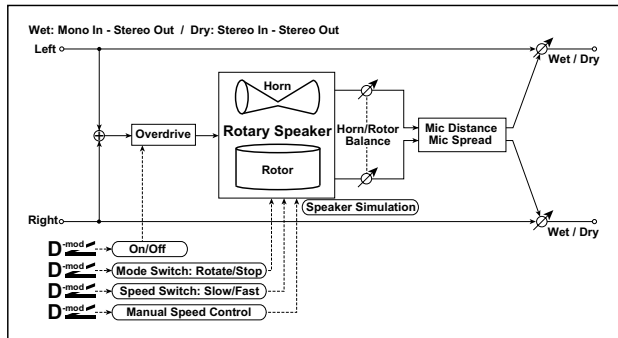 Wet: Mono In - Stereo Out / Dry: Stereo In - Stereo Out
Left
Wet / Dry
Horn
Rotary Speaker
Rotor
Overdrive
Horn/Rotor
Balance
Mic Distance
Mic Spread
Speaker Simulation
Right
Wet / Dry
D-mod On/Off
D-mod Mode Switch: Rotate/Stop
D-mod Speed Switch: Slow/Fast
D-mod Manual Speed Control